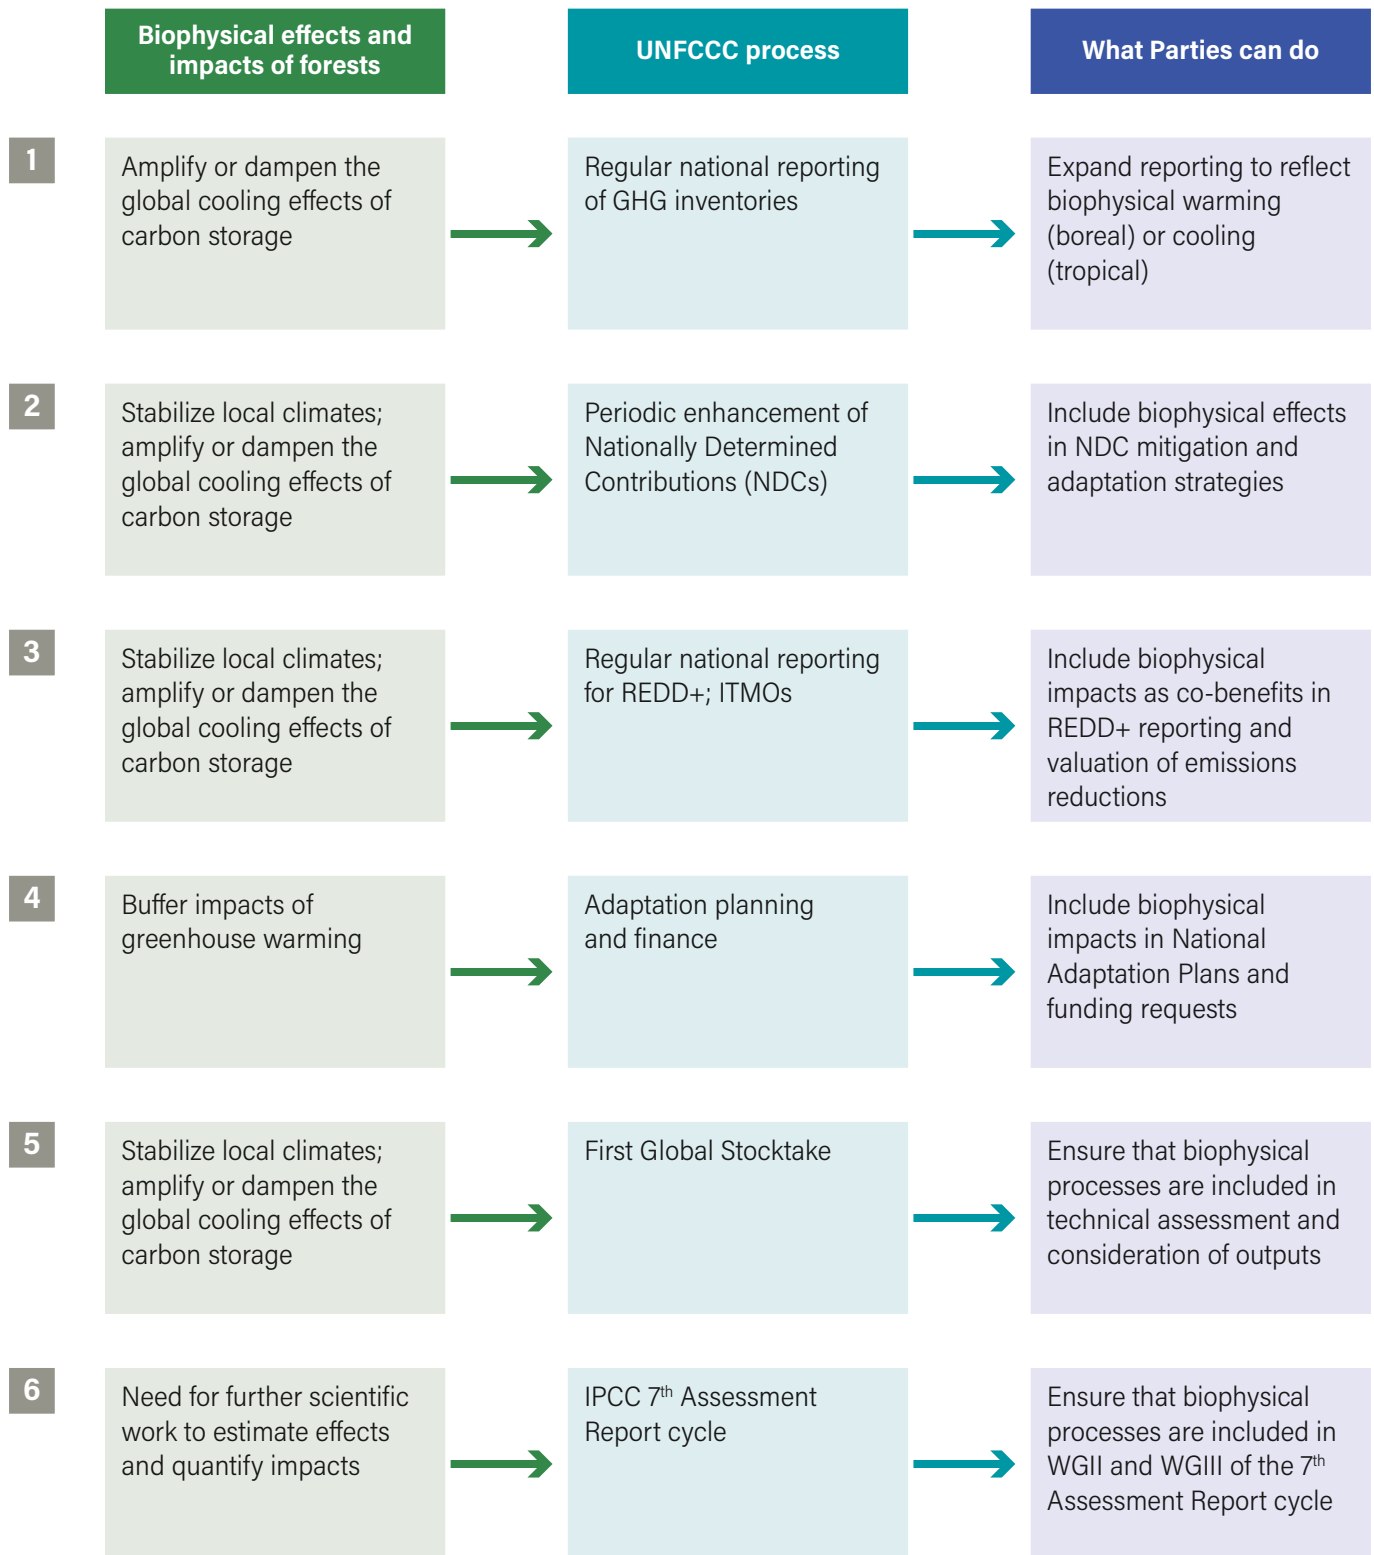 Biophysical effects and
impacts of forests
UNFCCC process
What Parties can do
1
Amplify or dampen the
global cooling effects of
carbon storage
Regular national reporting
of GHG inventories
Expand reporting to reflect
biophysical warming
(boreal) or cooling
(tropical)
2
Stabilize local climates;
amplify or dampen the
global cooling effects of
carbon storage
Periodic enhancement of
Nationally Determined
Contributions (NDCs)
Include biophysical effects
in NDC mitigation and
adaptation strategies
3
Stabilize local climates;
amplify or dampen the
global cooling effects of
carbon storage
Regular national reporting
for REDD+; ITMOs
Include biophysical
impacts as co-benefits in
REDD+ reporting and
valuation of emissions
reductions
4
Buffer impacts of
greenhouse warming
Adaptation planning
and finance
Include biophysical
impacts in National
Adaptation Plans and
funding requests
5
Stabilize local climates;
amplify or dampen the
global cooling effects of
carbon storage
First Global Stocktake
Ensure that biophysical
processes are included in
technical assessment and
consideration of outputs
6
Need for further scientific
work to estimate effects
and quantify impacts
IPCC 7th Assessment
Report cycle
Ensure that biophysical
processes are included in
WGII and WGIII of the 7th
Assessment Report cycle